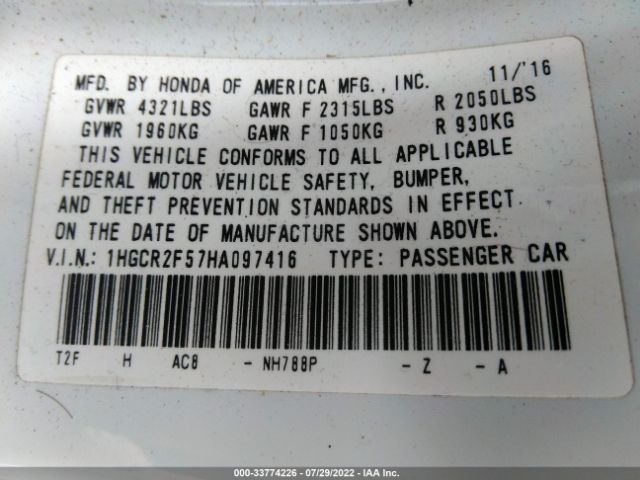 MFD. BY HONDA OF AMERICA MFG., INC. 11/'16
GVWR 4321LBS GAWR F 2315LBS R 2050LBS
GVWR 1960KG GAWR F 1050KG R 930KG
THIS VEHICLE CONFORMS TO ALL APPLICABLE
FEDERAL MOTOR VEHICLE SAFETY, BUMPER,
AND THEFT PREVENTION STANDARDS IN EFFECT
ON THE DATE OF MANUFACTURE SHOWN ABOVE.
V.I.N.: 1HGCR2F57HA097416 TYPE: PASSENGER CAR
T2F H AC8 - NH788P - Z - A
000-33774226 - 07/29/2022 - IAAI.COM